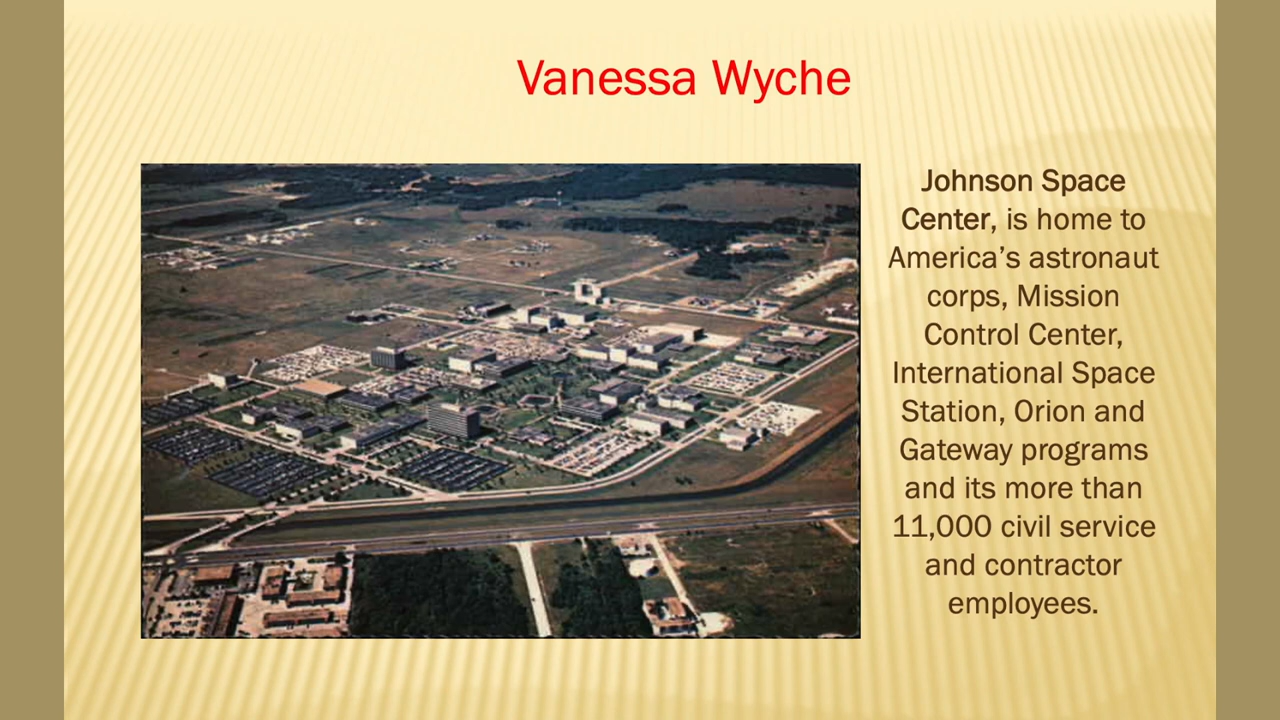 Vanessa Wyche
Johnson Space
Center, is home to
America’s astronaut
corps, Mission
Control Center,
International Space
Station, Orion and
Gateway programs
and its more than
11,000 civil service
and contractor
employees.